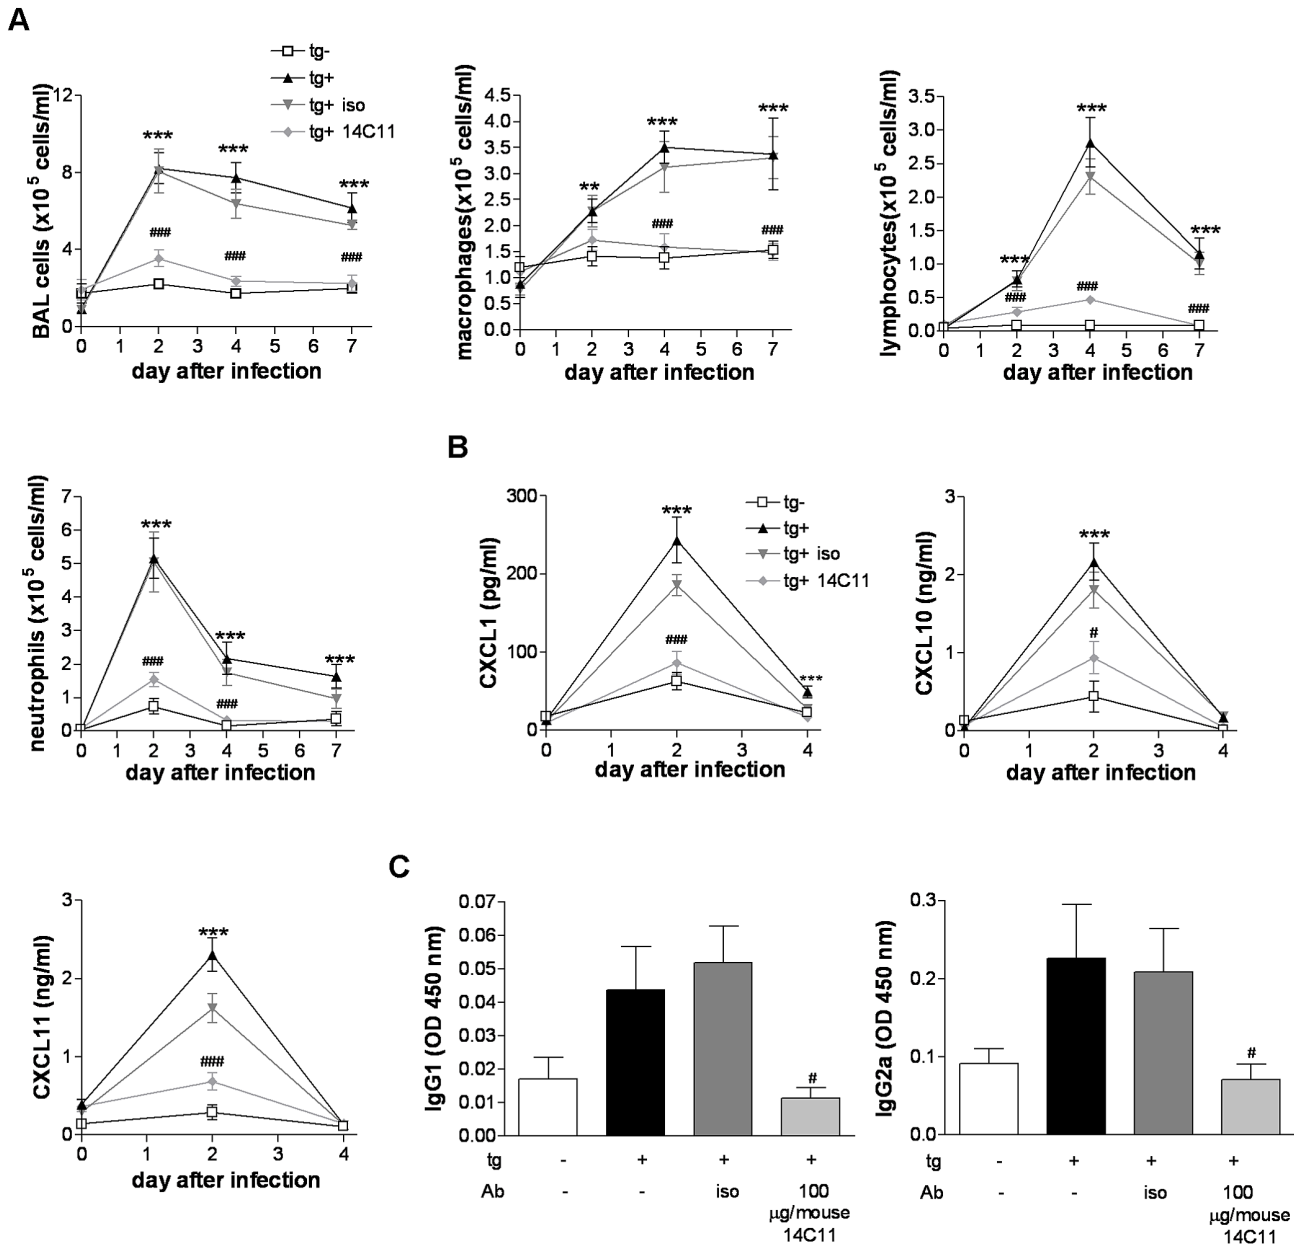 A
tg-
tg+
tg+ iso
tg+ 14C11
BAL cells (x10^5 cells/ml)
12
8
4
0
***
***
***
###
###
###
0 1 2 3 4 5 6 7
day after infection
macrophages(x10^5 cells/ml)
4.5
4.0
3.5
3.0
2.5
2.0
1.5
1.0
0.5
0.0
**
***
***
###
###
0 1 2 3 4 5 6 7
day after infection
lymphocytes(x10^5 cells/ml)
3.5
3.0
2.5
2.0
1.5
1.0
0.5
0.0
***
***
***
###
###
###
0 1 2 3 4 5 6 7
day after infection
neutrophils (x10^5 cells/ml)
7
6
5
4
3
2
1
0
***
***
***
###
###
0 1 2 3 4 5 6 7
day after infection
B
tg-
tg+
tg+ iso
tg+ 14C11
CXCL1 (pg/ml)
300
200
100
0
***
###
***
0 1 2 3 4
day after infection
CXCL10 (ng/ml)
3
2
1
0
***
#
0 1 2 3 4
day after infection
CXCL11 (ng/ml)
3
2
1
0
***
###
0 1 2 3 4
day after infection
C
IgG1 (OD 450 nm)
0.07
0.06
0.05
0.04
0.03
0.02
0.01
0.00
#
tg - + + +
Ab - - iso 100
μg/mouse
14C11
IgG2a (OD 450 nm)
0.3
0.2
0.1
0.0
#
tg - + + +
Ab - - iso 100
μg/mouse
14C11